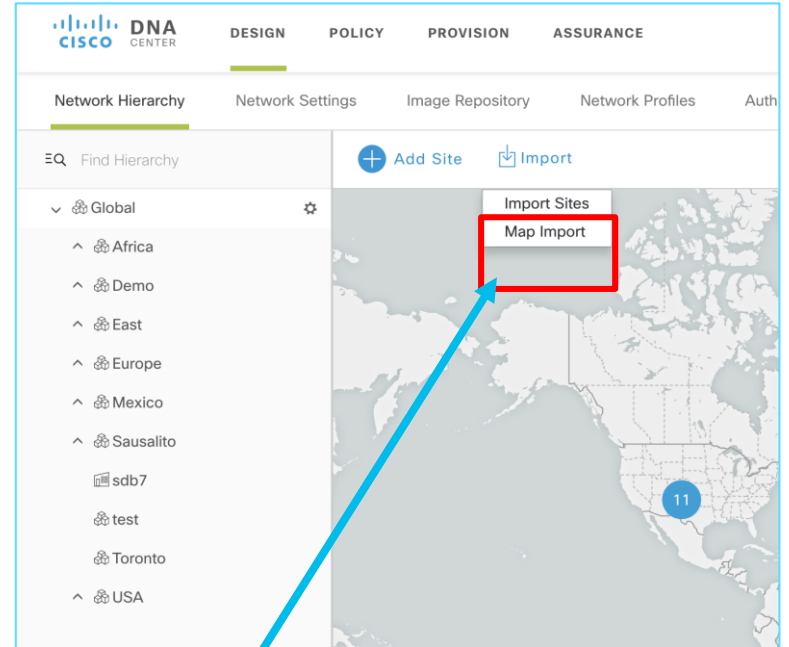 CISCO DNA CENTER
DESIGN POLICY PROVISION ASSURANCE
Network Hierarchy Network Settings Image Repository Network Profiles Auth
Find Hierarchy
Add Site Import
Import Sites
Map Import
Global
Africa
Demo
East
Europe
Mexico
Sausalito
sdb7
test
Toronto
USA
11